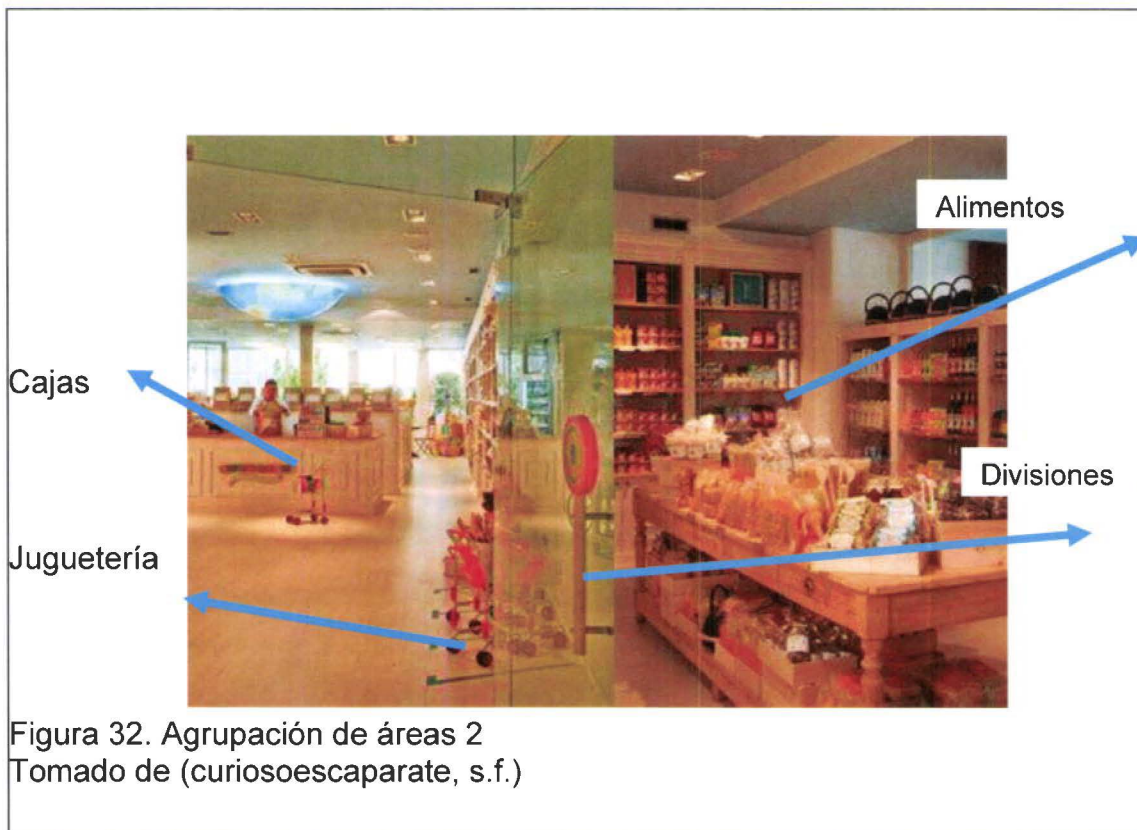 Alimentos
Cajas
Divisiones
Juguetería
Figura 32. Agrupación de áreas 2
Tomado de (curiosoescaparate, s.f.)